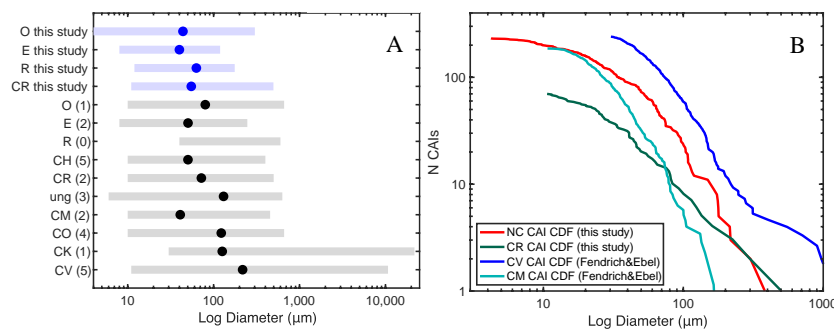 A
O this study
E this study
R this study
CR this study
O (1)
E (2)
R (0)
CH (5)
CR (2)
ung (3)
CM (2)
CO (4)
CK (1)
CV (5)
10 100 1,000 10,000
Log Diameter (µm)
B
N CAIs
100
10
1
NC CAI CDF (this study)
CR CAI CDF (this study)
CV CAI CDF (Fendrich&Ebel)
CM CAI CDF (Fendrich&Ebel)
10 100 1000
Log Diameter (µm)